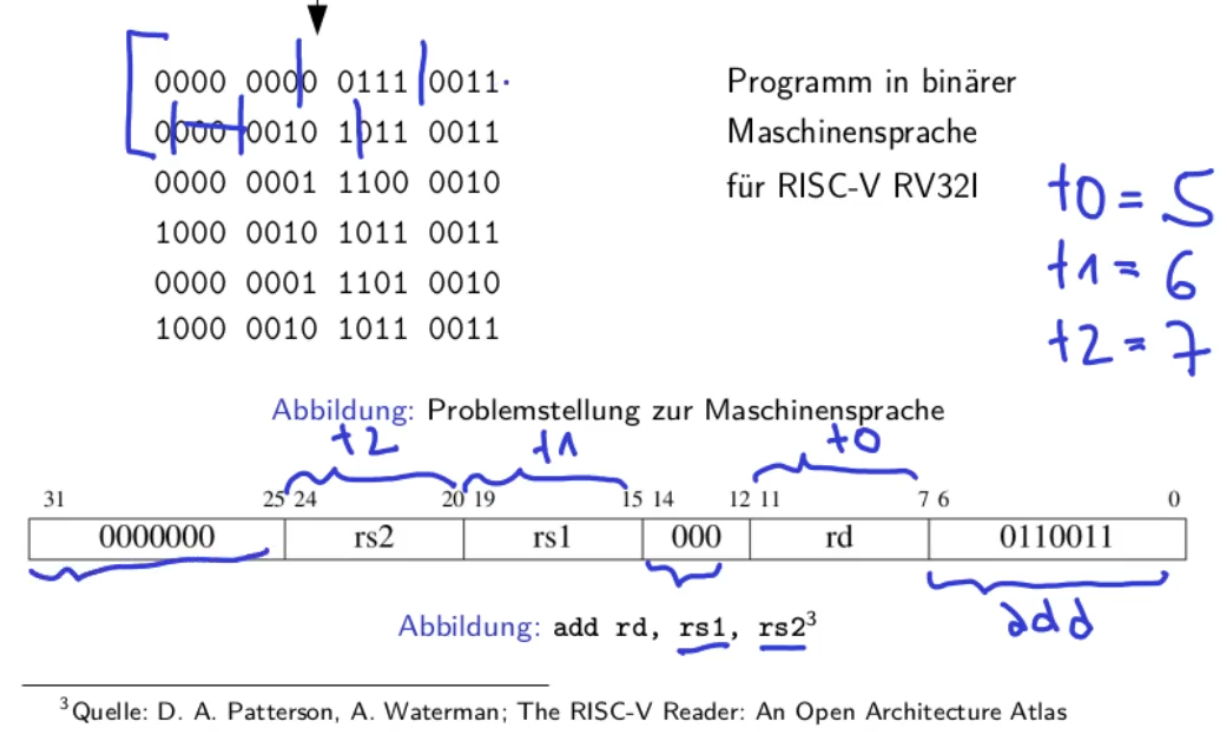 0000 0000 0111 0011 Programm in binärer
0000 0010 1011 0011 Maschinensprache
0000 0001 1100 0010 für RISC-V RV32I
1000 0010 1011 0011
0000 0001 1101 0010
1000 0010 1011 0011
t0 = 5
t1 = 6
t2 = 7
Abbildung: Problemstellung zur Maschinensprache
t2 t1 t0
31 25 24 20 19 15 14 12 11 7 6 0
0000000 rs2 rs1 000 rd 0110011
add
Abbildung: add rd, rs1, rs2³
³Quelle: D. A. Patterson, A. Waterman; The RISC-V Reader: An Open Architecture Atlas